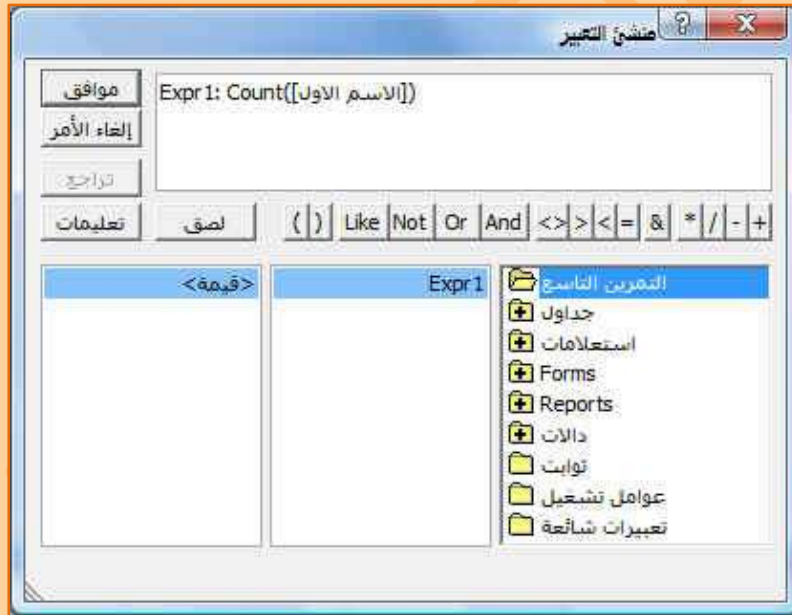 منشئ التعبير
Expr1: Count([الاسم الاول])
موافق
إلغاء الأمر
تراجع
تعليمات
لصق
( ) Like Not Or And <> > < = & * / - +
التمرين التاسع
جداول
استعلامات
Forms
Reports
دالات
ثوابت
عوامل تشغيل
تعبيرات شائعة
Expr1
<قيمة>